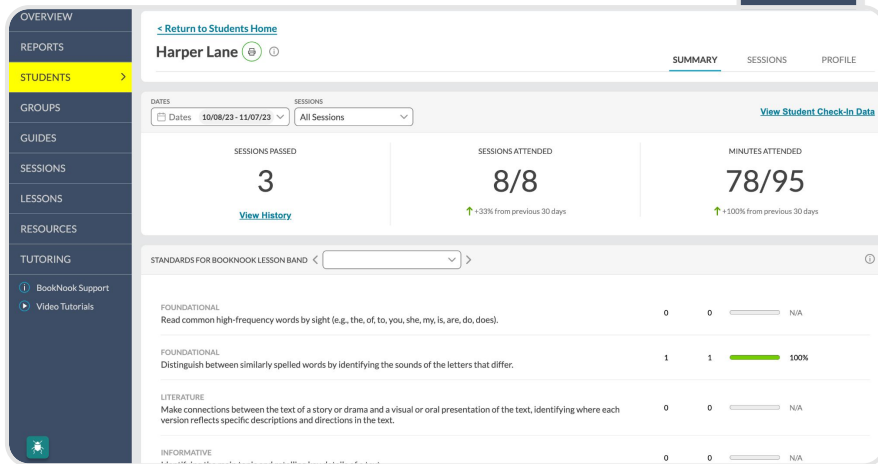 OVERVIEW
REPORTS
STUDENTS >
GROUPS
GUIDES
SESSIONS
LESSONS
RESOURCES
TUTORING
BookNook Support
Video Tutorials
< Return to Students Home
Harper Lane
SUMMARY SESSIONS PROFILE
DATES SESSIONS
Dates 10/08/23 - 11/07/23 All Sessions
View Student Check-In Data
SESSIONS PASSED
3
View History
SESSIONS ATTENDED
8/8
+33% from previous 30 days
MINUTES ATTENDED
78/95
+100% from previous 30 days
STANDARDS FOR BOOKNOOK LESSON BAND < >
FOUNDATIONAL
Read common high-frequency words by sight (e.g., the, of, to, you, she, my, is, are, do, does). 0 0 N/A
FOUNDATIONAL
Distinguish between similarly spelled words by identifying the sounds of the letters that differ. 1 1 100%
LITERATURE
Make connections between the text of a story or drama and a visual or oral presentation of the text, identifying where each
version reflects specific descriptions and directions in the text. 0 0 N/A
INFORMATIVE
0 0 N/A